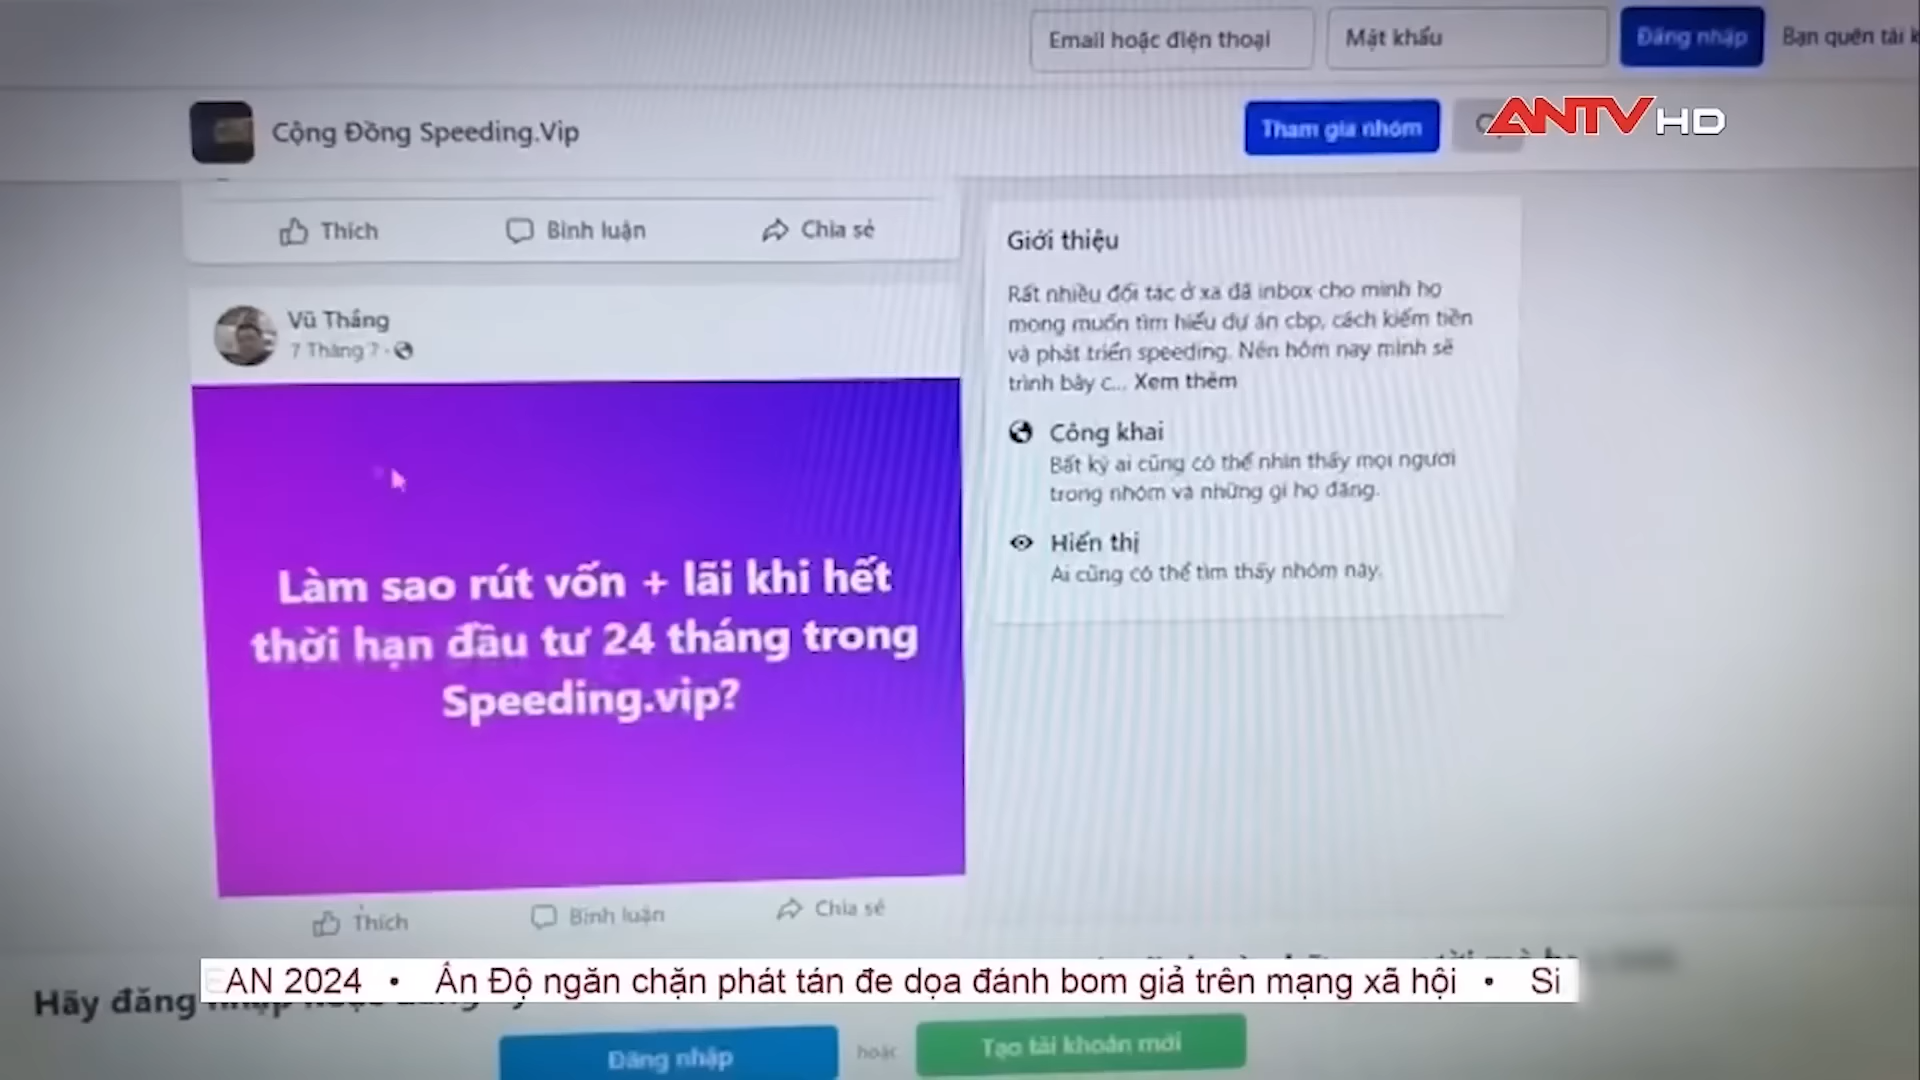 Email hoặc điện thoại
Mật khẩu
Đăng nhập
Bạn quên tài k
Cộng Đồng Speeding.Vip
Tham gia nhóm
ANTV HD
Thích
Bình luận
Chia sẻ
Giới thiệu
Rất nhiều đối tác ở xa đã inbox cho mình họ
mong muốn tìm hiểu dự án cbp, cách kiếm tiền
và phát triển speeding. Nên hôm nay mình sẽ
trình bày c... Xem thêm
Công khai
Bất kỳ ai cũng có thể nhìn thấy mọi người
trong nhóm và những gì họ đăng.
Hiển thị
Ai cũng có thể tìm thấy nhóm này.
Vũ Thắng
7 Tháng 7
Làm sao rút vốn + lãi khi hết
thời hạn đầu tư 24 tháng trong
Speeding.vip?
Thích
Bình luận
Chia sẻ
Hãy đăng
EAN 2024 • Ấn Độ ngăn chặn phát tán đe dọa đánh bom giả trên mạng xã hội • Si
Đăng nhập
hoặc
Tạo tài khoản mới